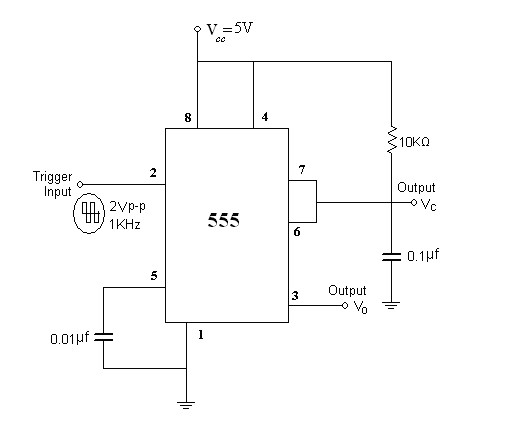 Vcc=5V
8
4
10KΩ
Trigger
Input
2
2Vp-p
1KHz
555
7
6
Output
Vc
0.1μf
5
0.01μf
3
Output
Vo
1